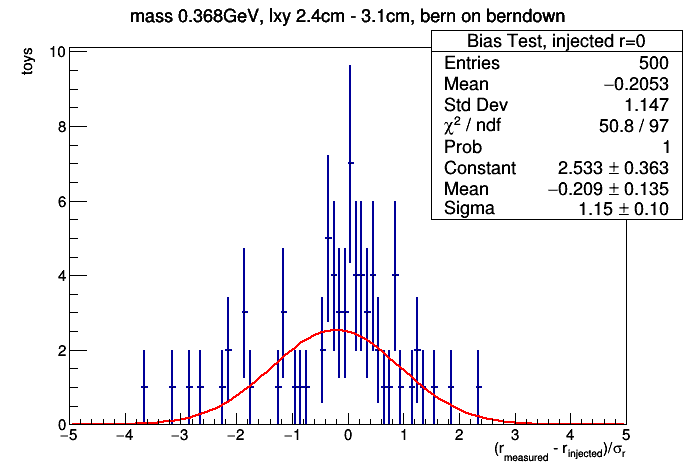 mass 0.368GeV, lxy 2.4cm - 3.1cm, bern on berndown
Bias Test, injected r=0
Entries 500
Mean −0.2053
Std Dev 1.147
χ² / ndf 50.8 / 97
Prob 1
Constant 2.533 ± 0.363
Mean −0.209 ± 0.135
Sigma 1.15 ± 0.10
toys
10
8
6
4
2
0
−5 −4 −3 −2 −1 0 1 2 3 4 5
(r_measured - r_injected)/σ_r